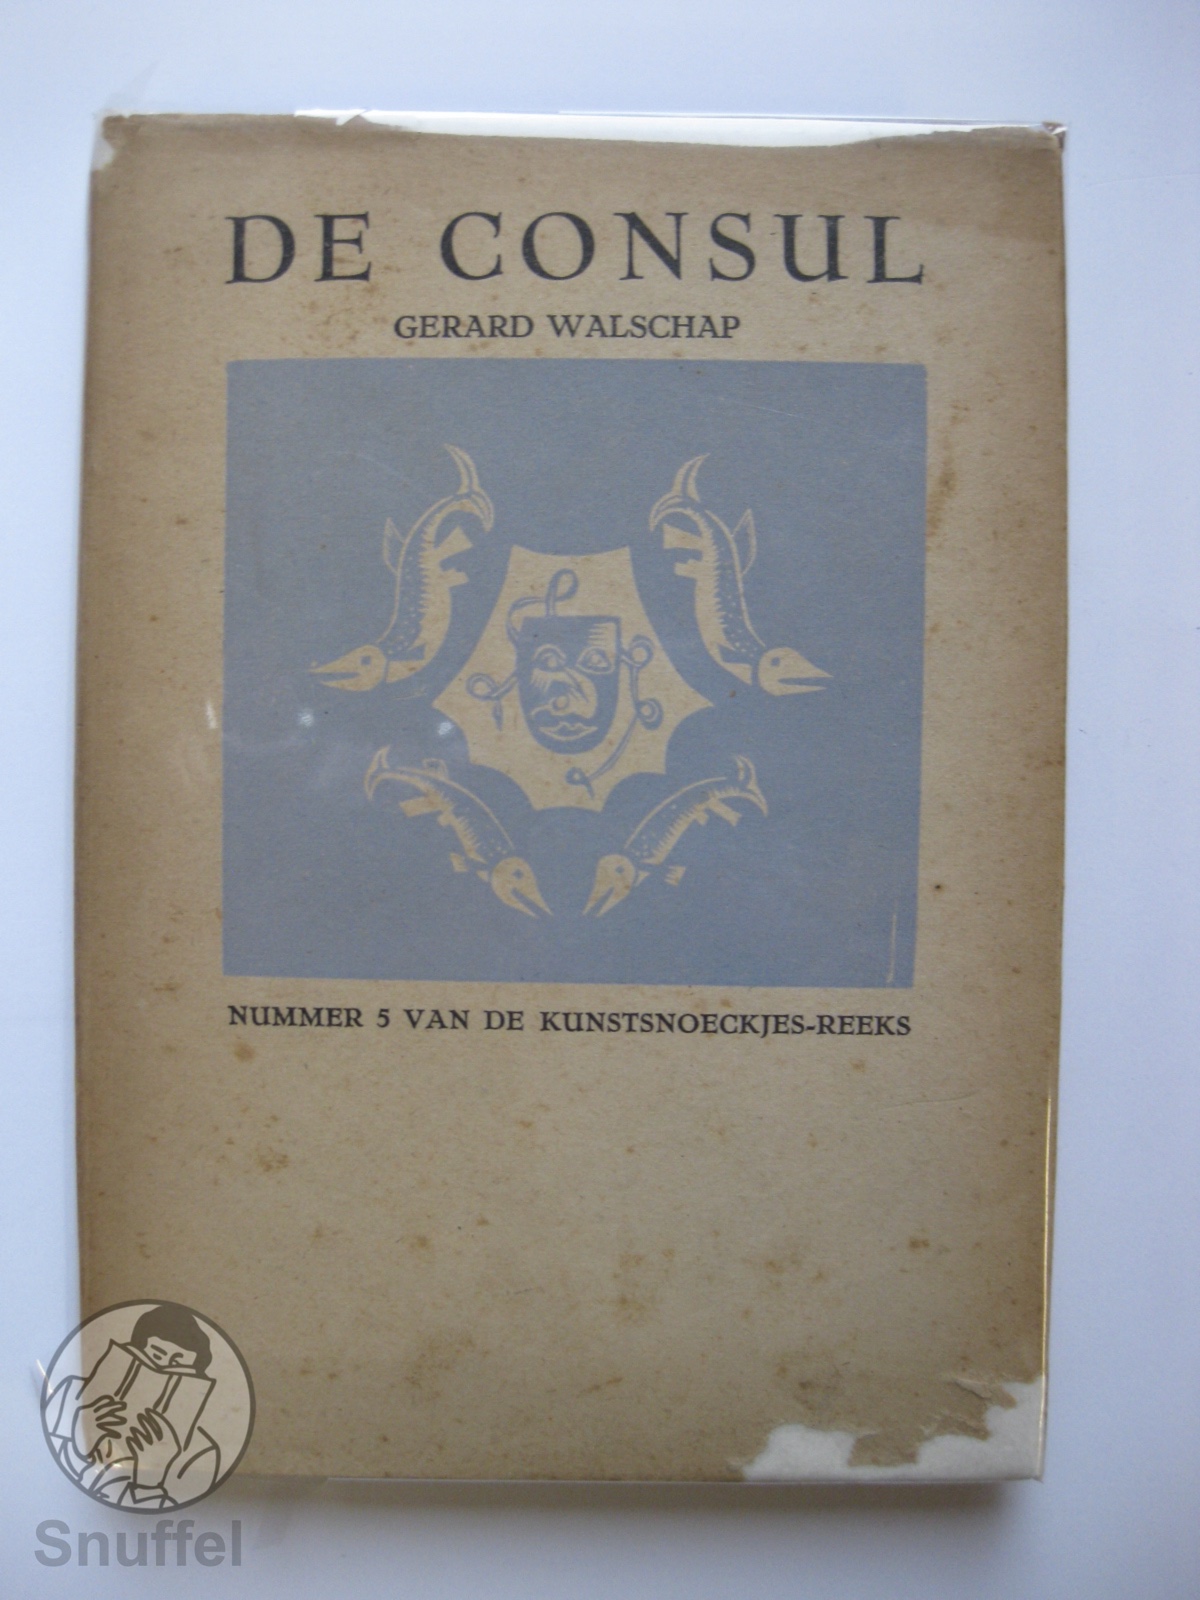 DE CONSUL
GERARD WALSCHAP
NUMMER 5 VAN DE KUNSTSNOECKJES-REEKS
Snuffel